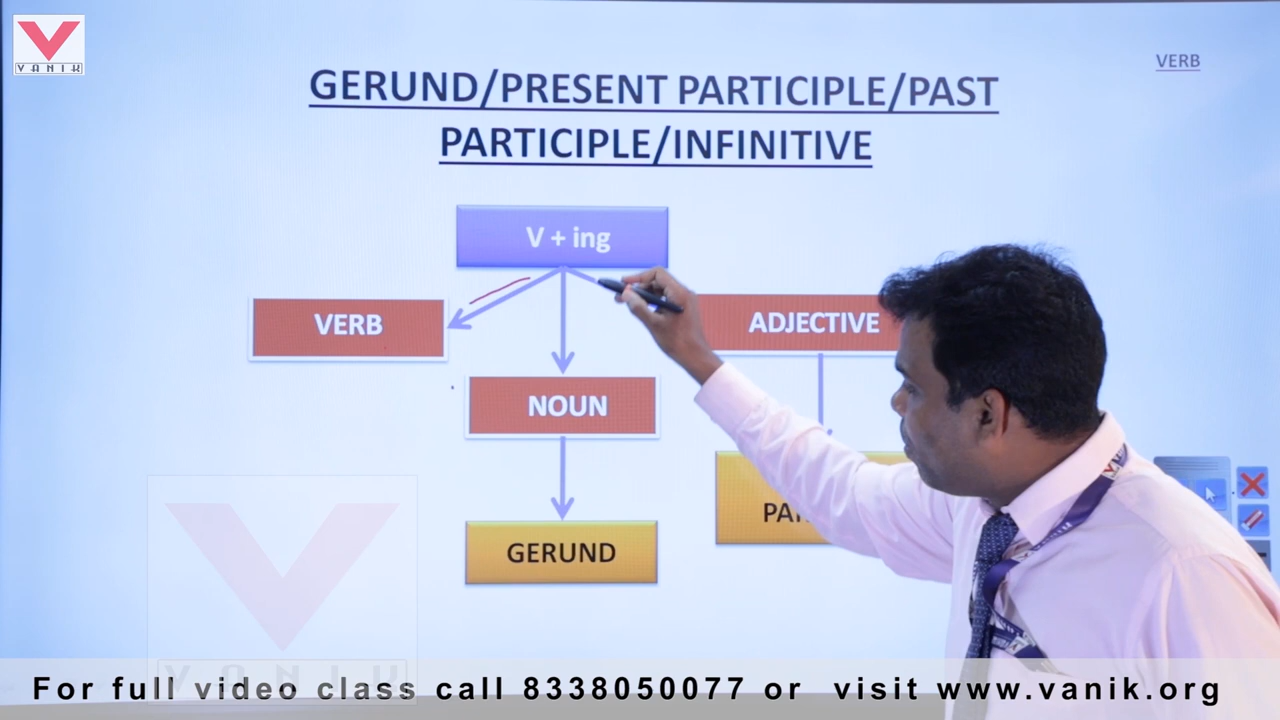 VANIK
VERB
GERUND/PRESENT PARTICIPLE/PAST
PARTICIPLE/INFINITIVE
V + ing
VERB
ADJECTIVE
NOUN
GERUND
VANIK
For full video class call 8338050077 or visit www.vanik.org